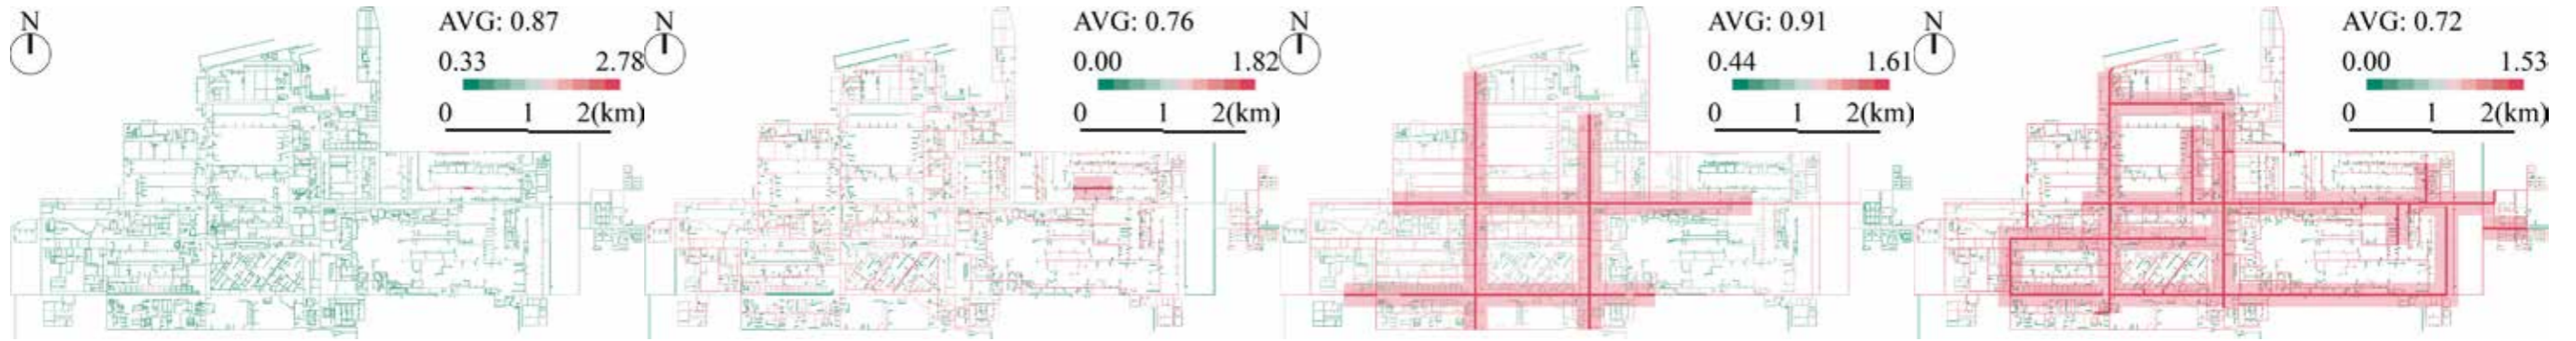 N
AVG: 0.87
0.33 2.78
0 1 2(km)
N
AVG: 0.76
0.00 1.82
0 1 2(km)
N
AVG: 0.91
0.44 1.61
0 1 2(km)
N
AVG: 0.72
0.00 1.53
0 1 2(km)